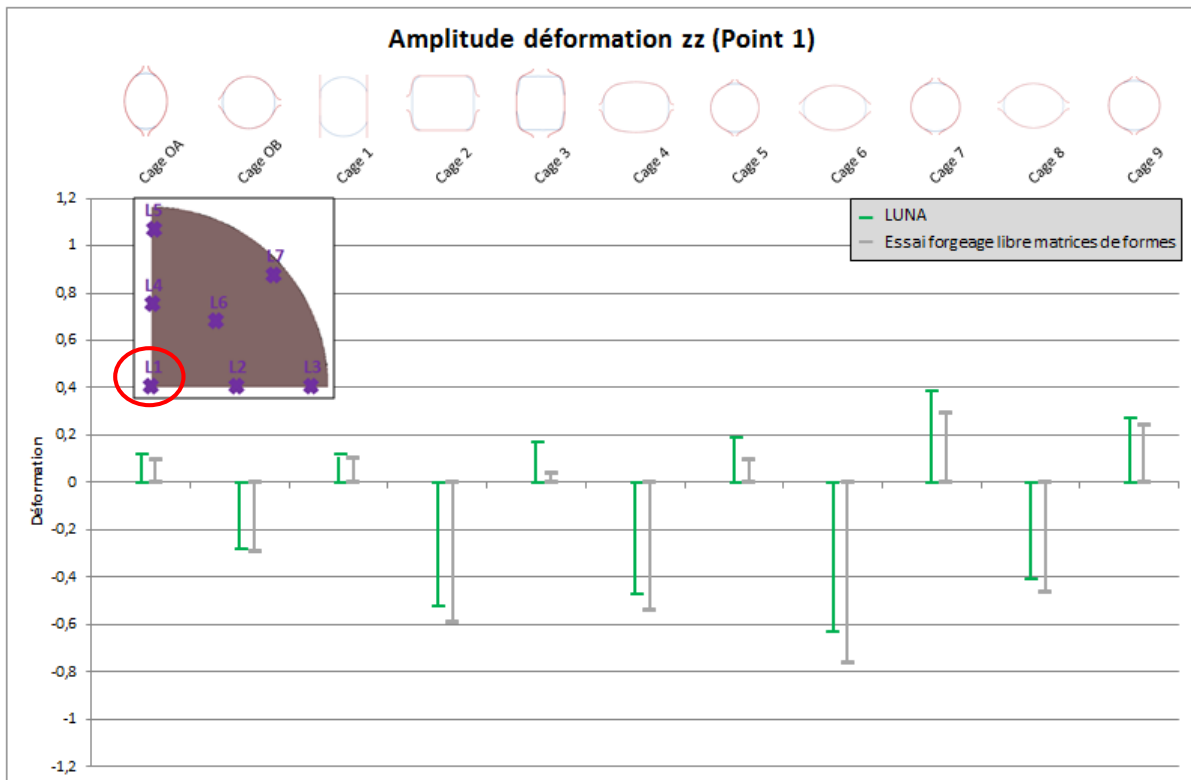 Amplitude déformation zz (Point 1)
Cage OA
Cage OB
Cage 1
Cage 2
Cage 3
Cage 4
Cage 5
Cage 6
Cage 7
Cage 8
Cage 9
1,2
1
0,8
0,6
0,4
0,2
0
-0,2
-0,4
-0,6
-0,8
-1
-1,2
Déformation
L5
L7
L4
L6
L1
L2
L3
LUNA
Essai forgeage libre matrices de formes